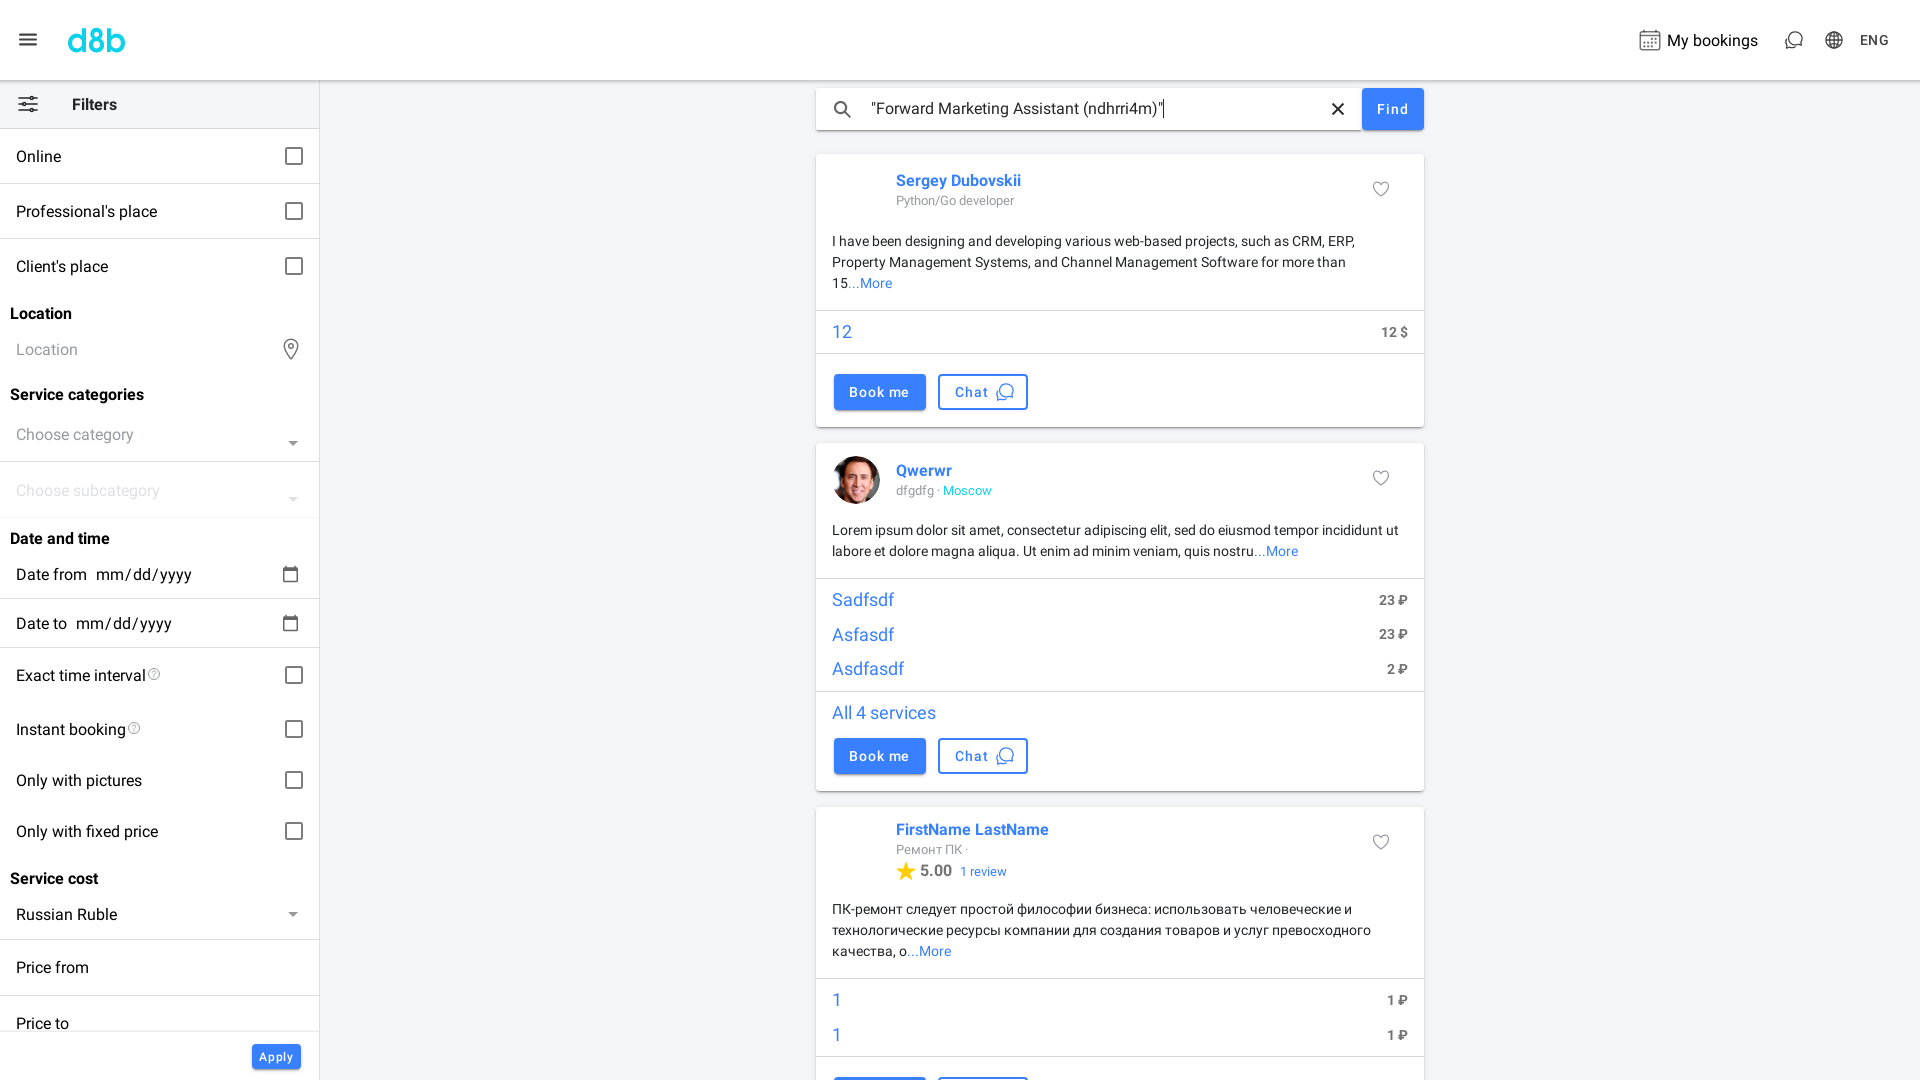 d8b
My bookings
ENG
Filters
Online
Professional's place
Client's place
Location
Location
Service categories
Choose category
Choose subcategory
Date and time
Date from mm/dd/yyyy
Date to mm/dd/yyyy
Exact time interval
Instant booking
Only with pictures
Only with fixed price
Service cost
Russian Ruble
Price from
Price to
Apply
"Forward Marketing Assistant (ndhrri4m)"
Find
Sergey Dubovskii
Python/Go developer
I have been designing and developing various web-based projects, such as CRM, ERP,
Property Management Systems, and Channel Management Software for more than
15...More
12 12 $
Book me Chat
Qwerwr
dfgdfg · Moscow
Lorem ipsum dolor sit amet, consectetur adipiscing elit, sed do eiusmod tempor incididunt ut
labore et dolore magna aliqua. Ut enim ad minim veniam, quis nostru...More
Sadfsdf 23 ₽
Asfasdf 23 ₽
Asdfasdf 2 ₽
All 4 services
Book me Chat
FirstName LastName
Ремонт ПК ·
5.00 1 review
ПК-ремонт следует простой философии бизнеса: использовать человеческие и
технологические ресурсы компании для создания товаров и услуг превосходного
качества, о...More
1 1 ₽
1 1 ₽